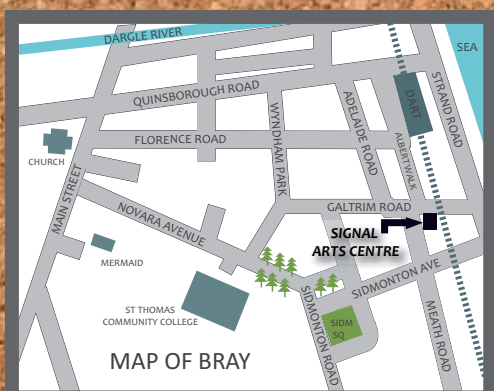 DARGLE RIVER
SEA
QUINSBOROUGH ROAD
DART
STRAND ROAD
FLORENCE ROAD
WYNDHAM PARK
ADELAIDE ROAD
ALBERT WALK
CHURCH
MAIN STREET
NOVARA AVENUE
GALTRIM ROAD
SIGNAL
ARTS CENTRE
MERMAID
SIDMONTON AVE
ST THOMAS
COMMUNITY COLLEGE
SIDMONTON ROAD
SIDM
SQ
MEATH ROAD
MAP OF BRAY